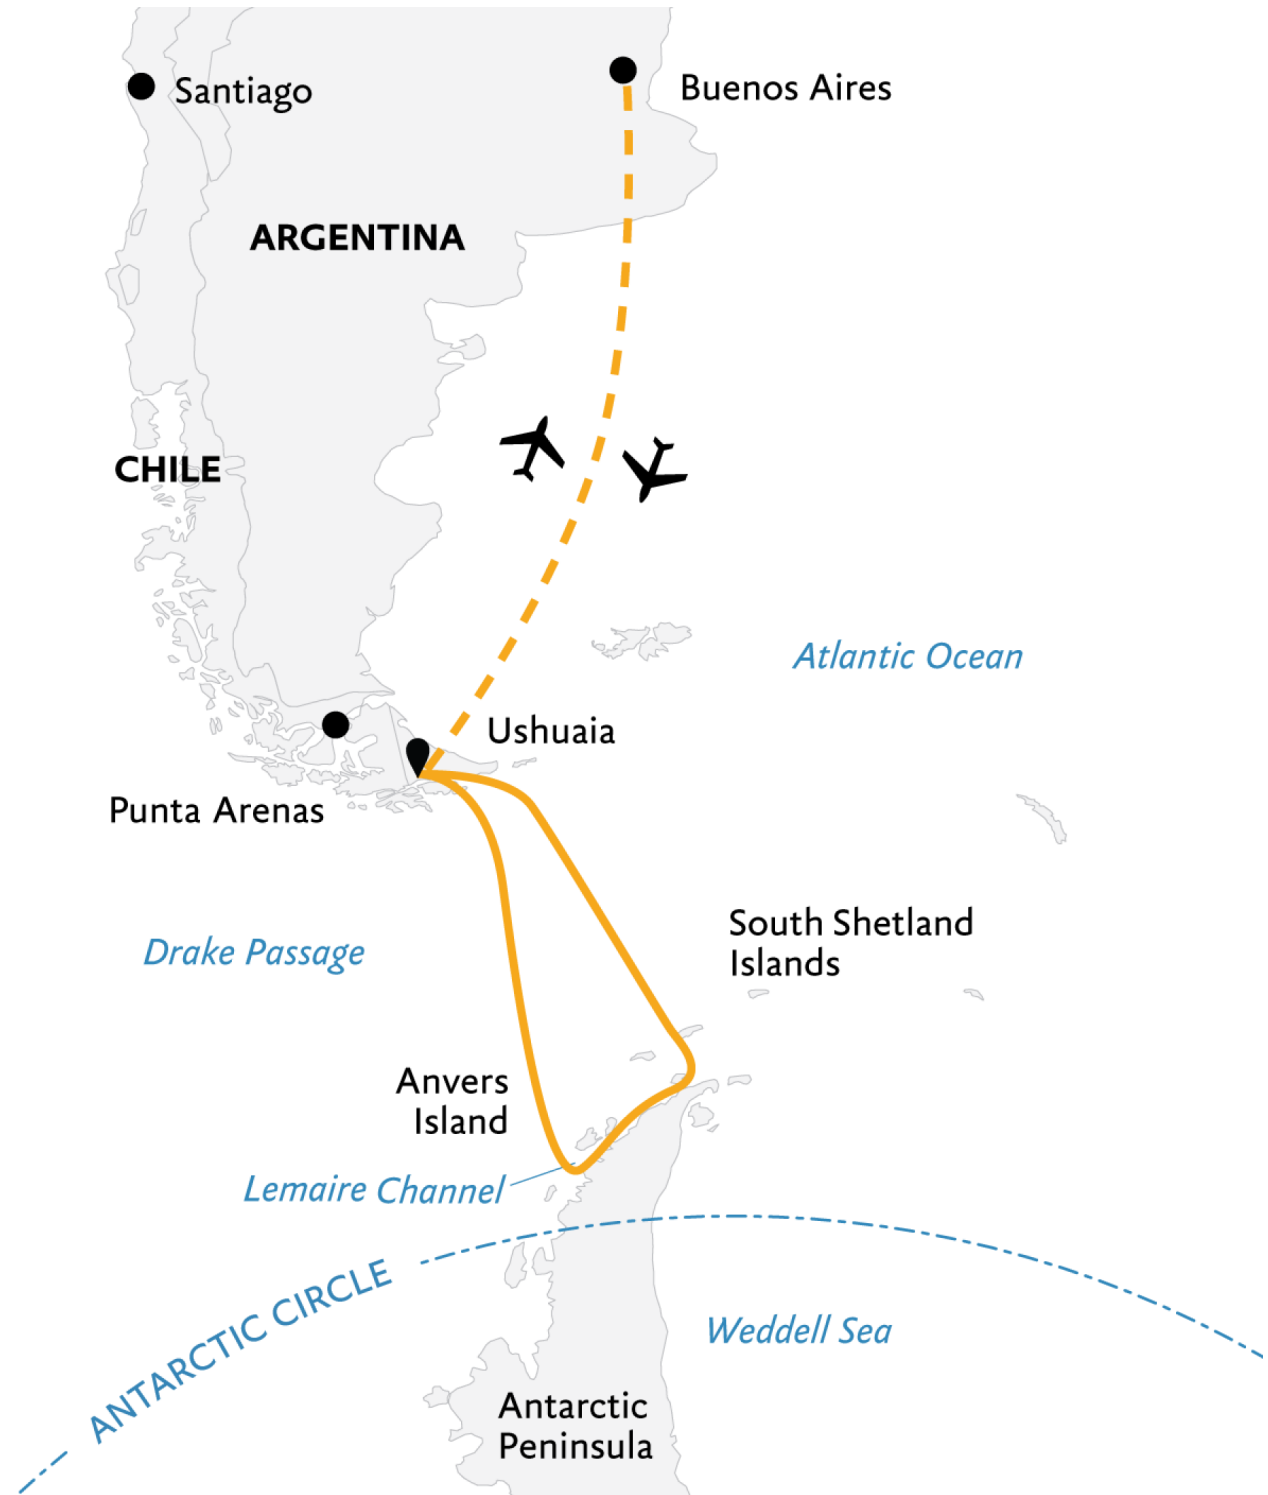 Santiago
Buenos Aires
ARGENTINA
CHILE
Atlantic Ocean
Ushuaia
Punta Arenas
South Shetland
Islands
Drake Passage
Anvers
Island
Lemaire Channel
ANTARCTIC CIRCLE
Weddell Sea
Antarctic
Peninsula